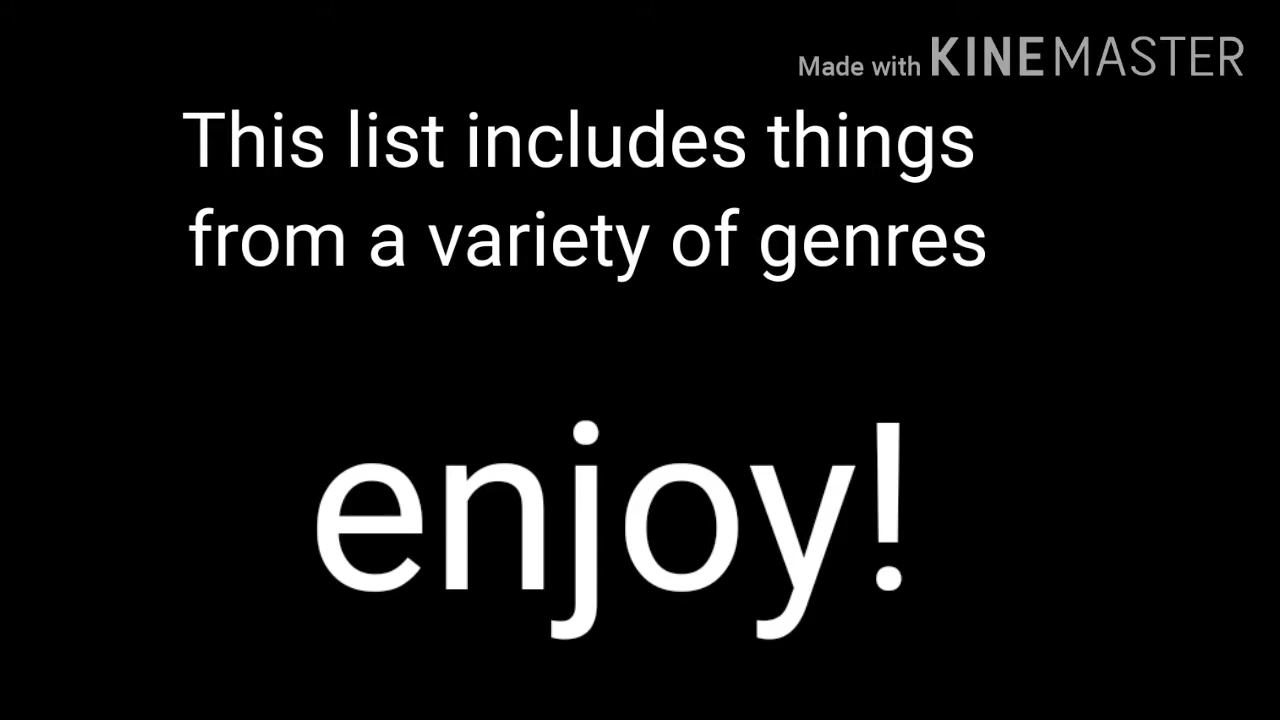 Made with KINEMASTER
This list includes things
from a variety of genres
enjoy!